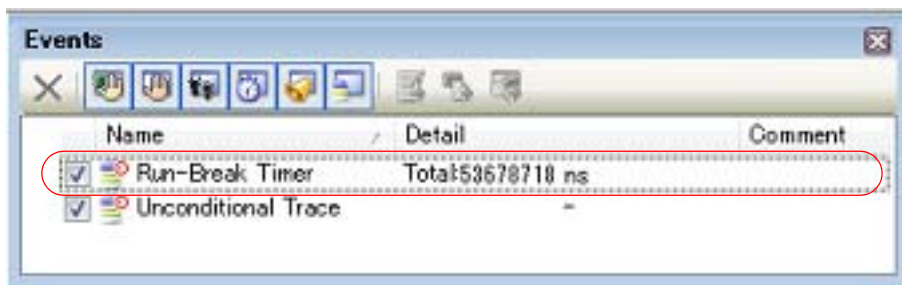 Events
Name Detail Comment
Run-Break Timer Total:53678718 ns
Unconditional Trace -